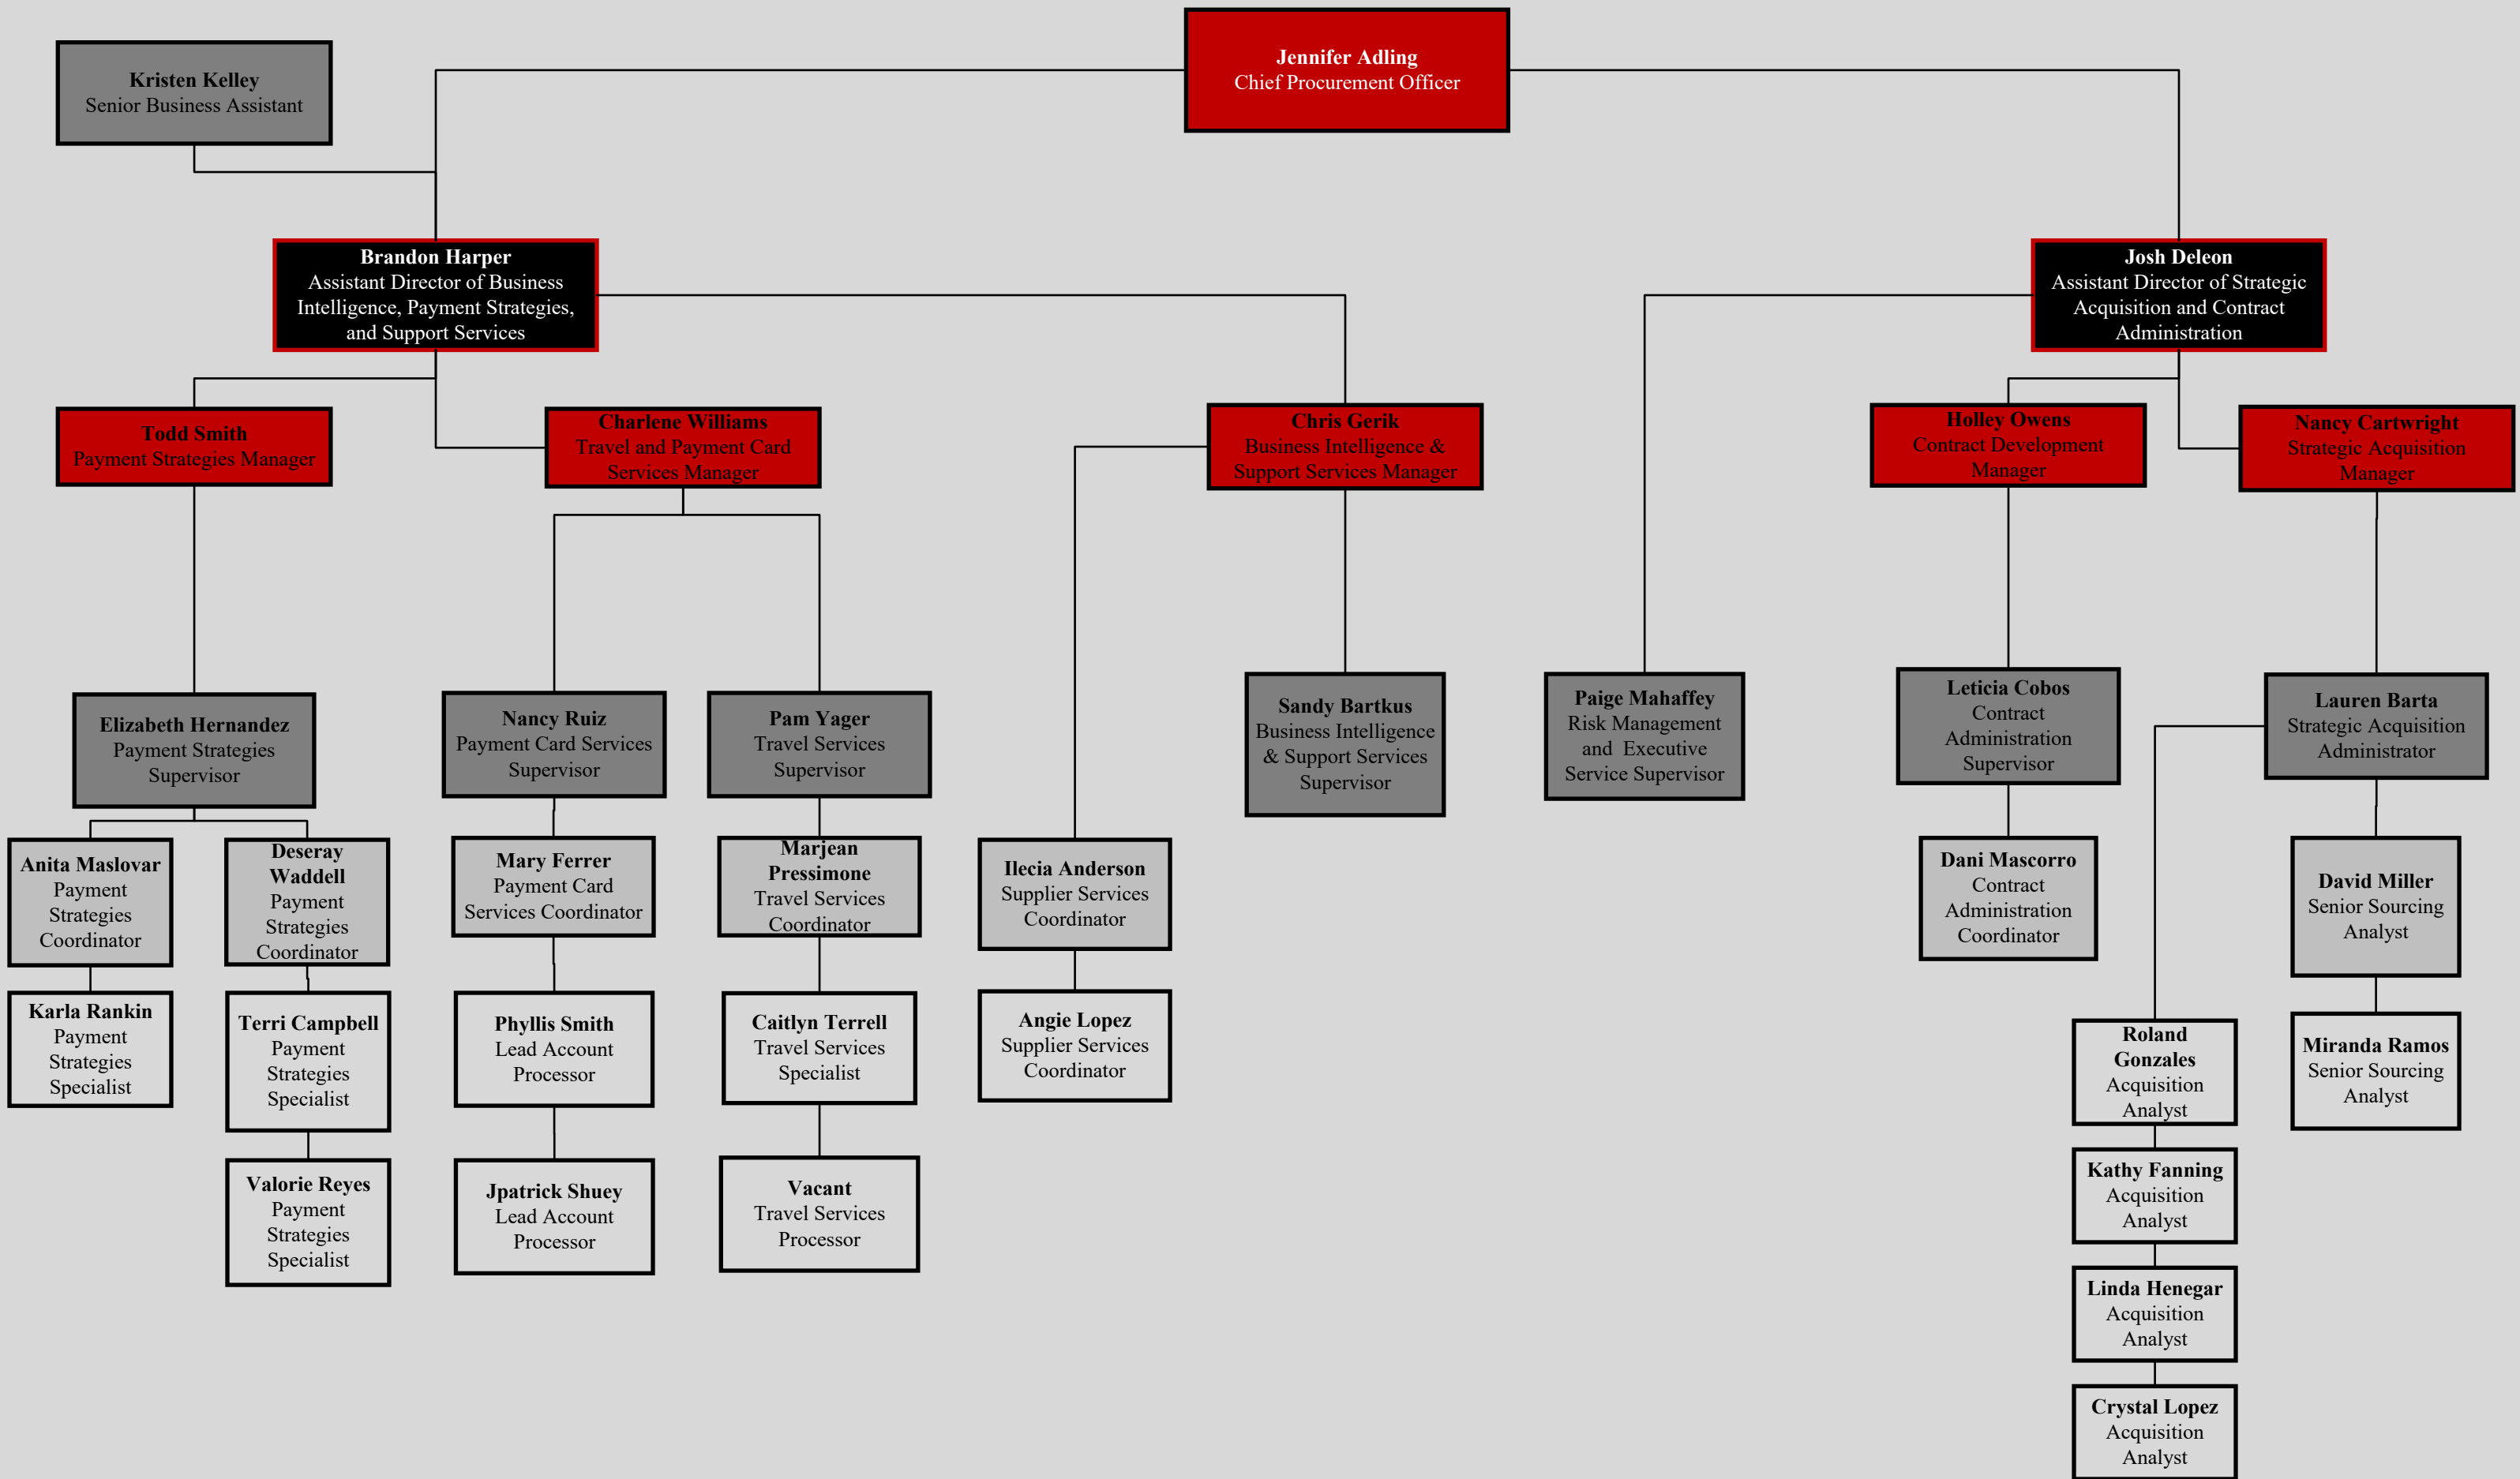 Jennifer Adling
Chief Procurement Officer
Kristen Kelley
Senior Business Assistant
Brandon Harper
Assistant Director of Business
Intelligence, Payment Strategies,
and Support Services
Josh Deleon
Assistant Director of Strategic
Acquisition and Contract
Administration
Todd Smith
Payment Strategies Manager
Charlene Williams
Travel and Payment Card
Services Manager
Chris Gerik
Business Intelligence &
Support Services Manager
Holley Owens
Contract Development
Manager
Nancy Cartwright
Strategic Acquisition
Manager
Elizabeth Hernandez
Payment Strategies
Supervisor
Nancy Ruiz
Payment Card Services
Supervisor
Pam Yager
Travel Services
Supervisor
Sandy Bartkus
Business Intelligence
& Support Services
Supervisor
Paige Mahaffey
Risk Management
and Executive
Service Supervisor
Leticia Cobos
Contract
Administration
Supervisor
Lauren Barta
Strategic Acquisition
Administrator
Anita Maslovar
Payment
Strategies
Coordinator
Deseray
Waddell
Payment
Strategies
Coordinator
Mary Ferrer
Payment Card
Services Coordinator
Marjean
Pressimone
Travel Services
Coordinator
Ilecia Anderson
Supplier Services
Coordinator
Dani Mascorro
Contract
Administration
Coordinator
David Miller
Senior Sourcing
Analyst
Karla Rankin
Payment
Strategies
Specialist
Terri Campbell
Payment
Strategies
Specialist
Phyllis Smith
Lead Account
Processor
Caitlyn Terrell
Travel Services
Specialist
Angie Lopez
Supplier Services
Coordinator
Roland
Gonzales
Acquisition
Analyst
Miranda Ramos
Senior Sourcing
Analyst
Valorie Reyes
Payment
Strategies
Specialist
Jpatrick Shuey
Lead Account
Processor
Vacant
Travel Services
Processor
Kathy Fanning
Acquisition
Analyst
Linda Henegar
Acquisition
Analyst
Crystal Lopez
Acquisition
Analyst